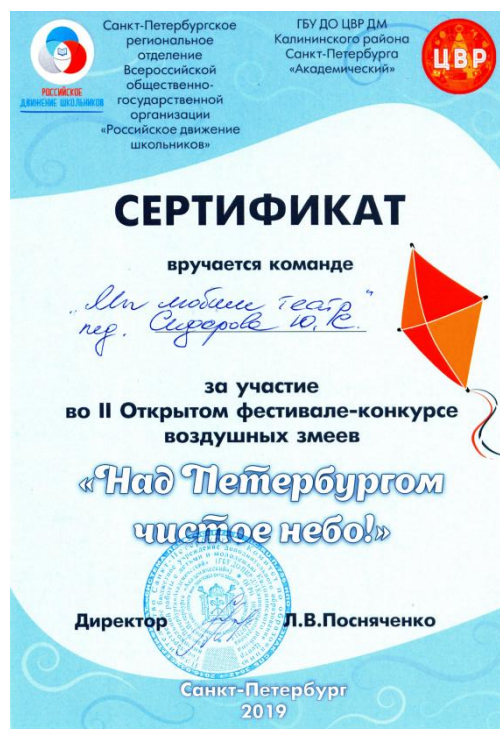 Санкт-Петербургское
региональное
отделение
Всероссийской
общественно-
государственной
организации
«Российское движение
школьников»
ГБУ ДО ЦВР ДМ
Калининского района
Санкт-Петербурга
«Академический»
ЦВР
РОССИЙСКОЕ
ДВИЖЕНИЕ ШКОЛЬНИКОВ
СЕРТИФИКАТ
вручается команде
„Мы любим театр"
пед. Сидорова Ю.К.
за участие
во II Открытом фестивале-конкурсе
воздушных змеев
«Над Петербургом
чистое небо!»
Директор
Л.В.Посняченко
Санкт-Петербург
2019